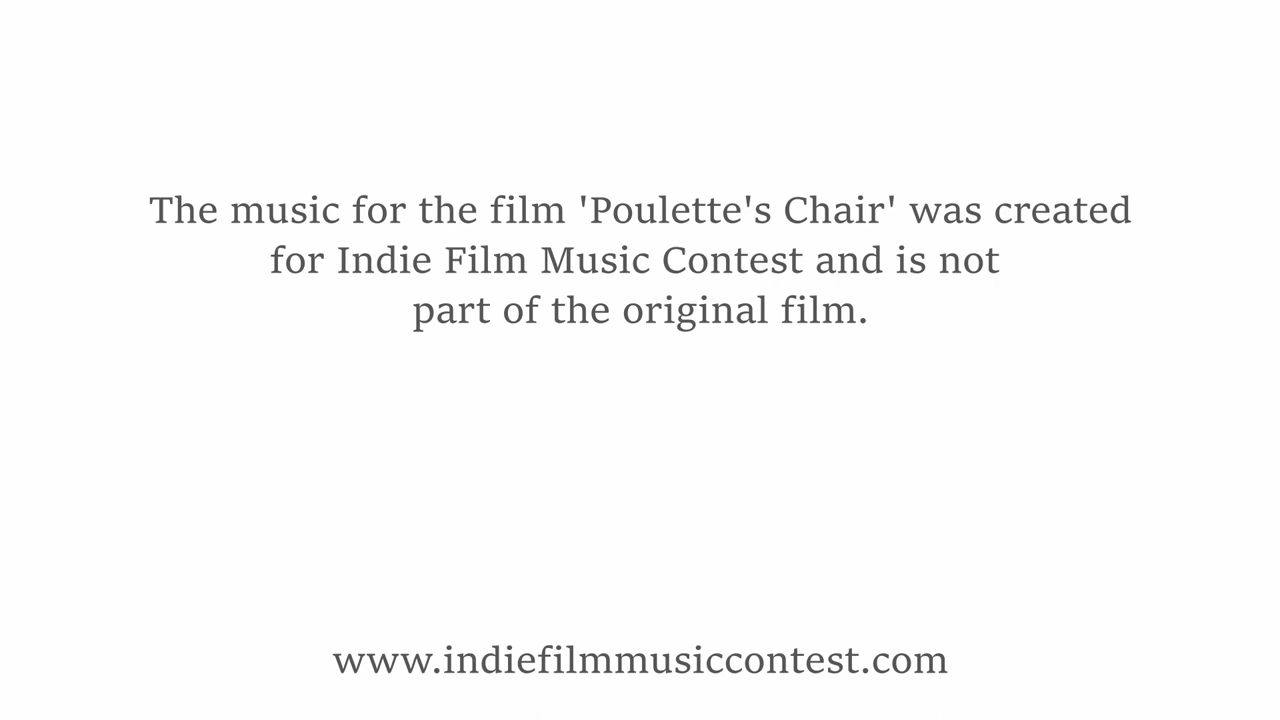 The music for the film 'Poulette's Chair' was created
for Indie Film Music Contest and is not
part of the original film.
www.indiefilmmusiccontest.com